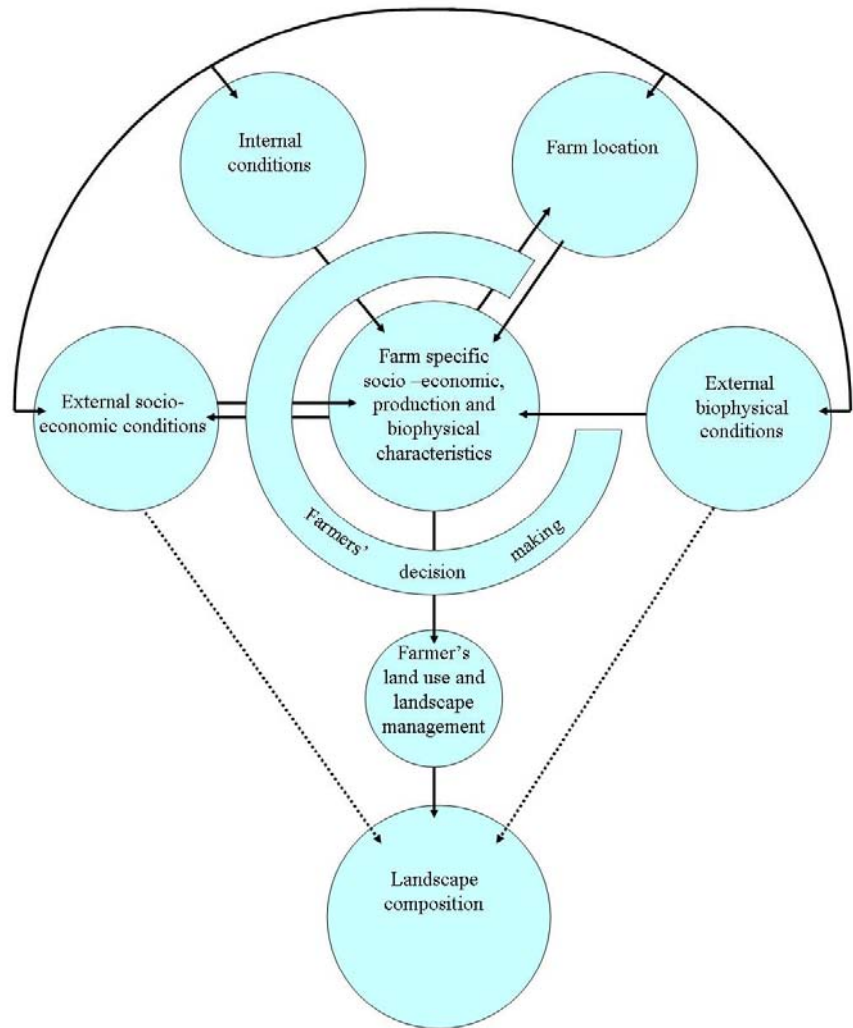 Internal
conditions
Farm location
Farm specific
socio –economic,
production and
biophysical
characteristics
External socio-
economic conditions
External
biophysical
conditions
Farmers' decision making
Farmer's
land use and
landscape
management
Landscape
composition